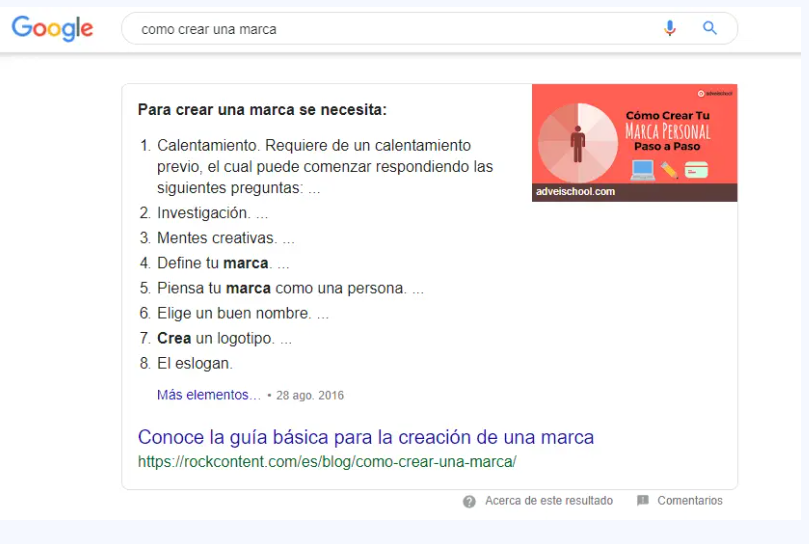 Google
como crear una marca
Para crear una marca se necesita:
1. Calentamiento. Requiere de un calentamiento
previo, el cual puede comenzar respondiendo las
siguientes preguntas: ...
2. Investigación. ...
3. Mentes creativas. ...
4. Define tu marca. ...
5. Piensa tu marca como una persona. ...
6. Elige un buen nombre. ...
7. Crea un logotipo. ...
8. El eslogan.
Más elementos... • 28 ago. 2016
adveischool
Cómo Crear Tu
MARCA PERSONAL
Paso a Paso
adveischool.com
Conoce la guía básica para la creación de una marca
https://rockcontent.com/es/blog/como-crear-una-marca/
Acerca de este resultado
Comentarios